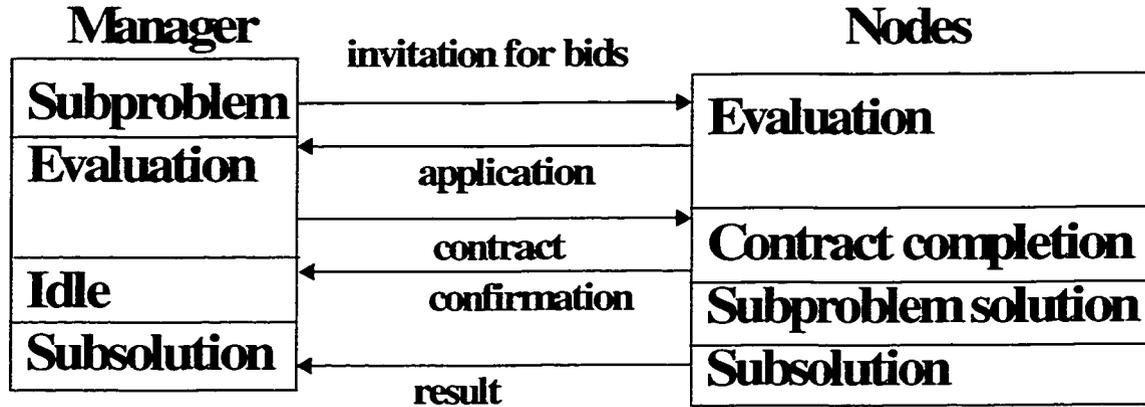 Manager
Nodes
invitation for bids
Subproblem
Evaluation
Evaluation
application
contract
Contract completion
Idle
confirmation
Subproblem solution
Subsolution
Subsolution
result